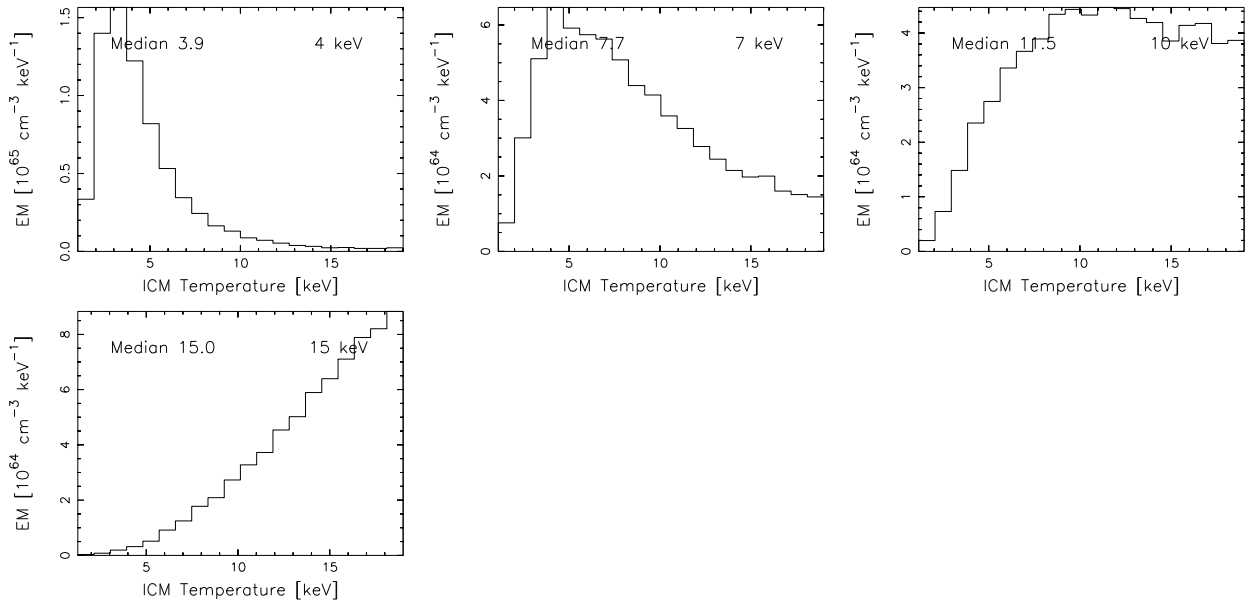 EM [10^65 cm^-3 keV^-1]
1.5
1.0
0.5
0.0
Median 3.9 4 keV
5 10 15
ICM Temperature [keV]
EM [10^64 cm^-3 keV^-1]
6
4
2
0
Median 7.7 7 keV
5 10 15
ICM Temperature [keV]
EM [10^64 cm^-3 keV^-1]
4
3
2
1
0
Median 11.5 10 keV
5 10 15
ICM Temperature [keV]
EM [10^64 cm^-3 keV^-1]
8
6
4
2
0
Median 15.0 15 keV
5 10 15
ICM Temperature [keV]